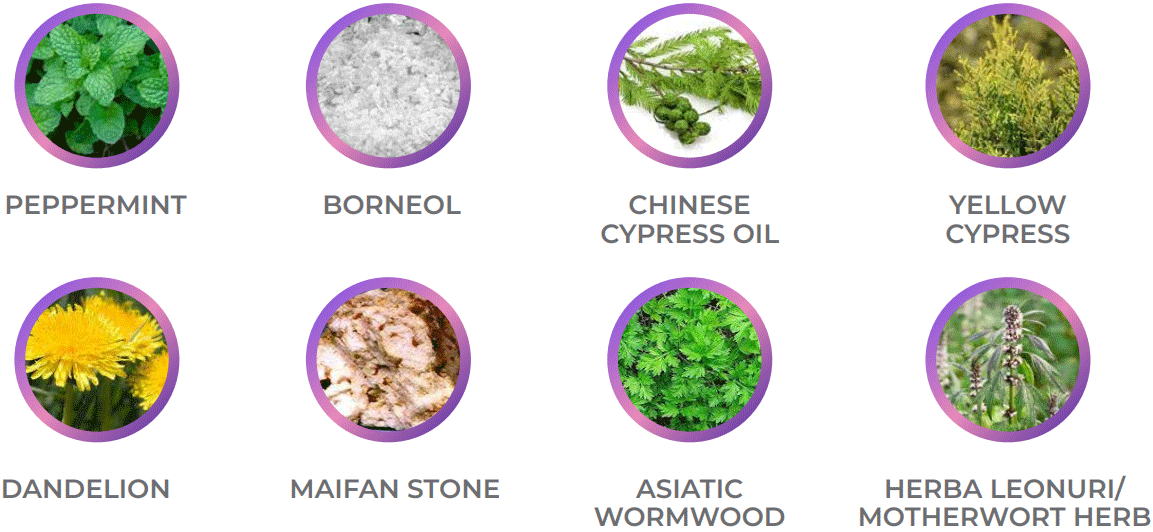 PEPPERMINT
BORNEOL
CHINESE
CYPRESS OIL
YELLOW
CYPRESS
DANDELION
MAIFAN STONE
ASIATIC
WORMWOOD
HERBA LEONURI/
MOTHERWORT HERB